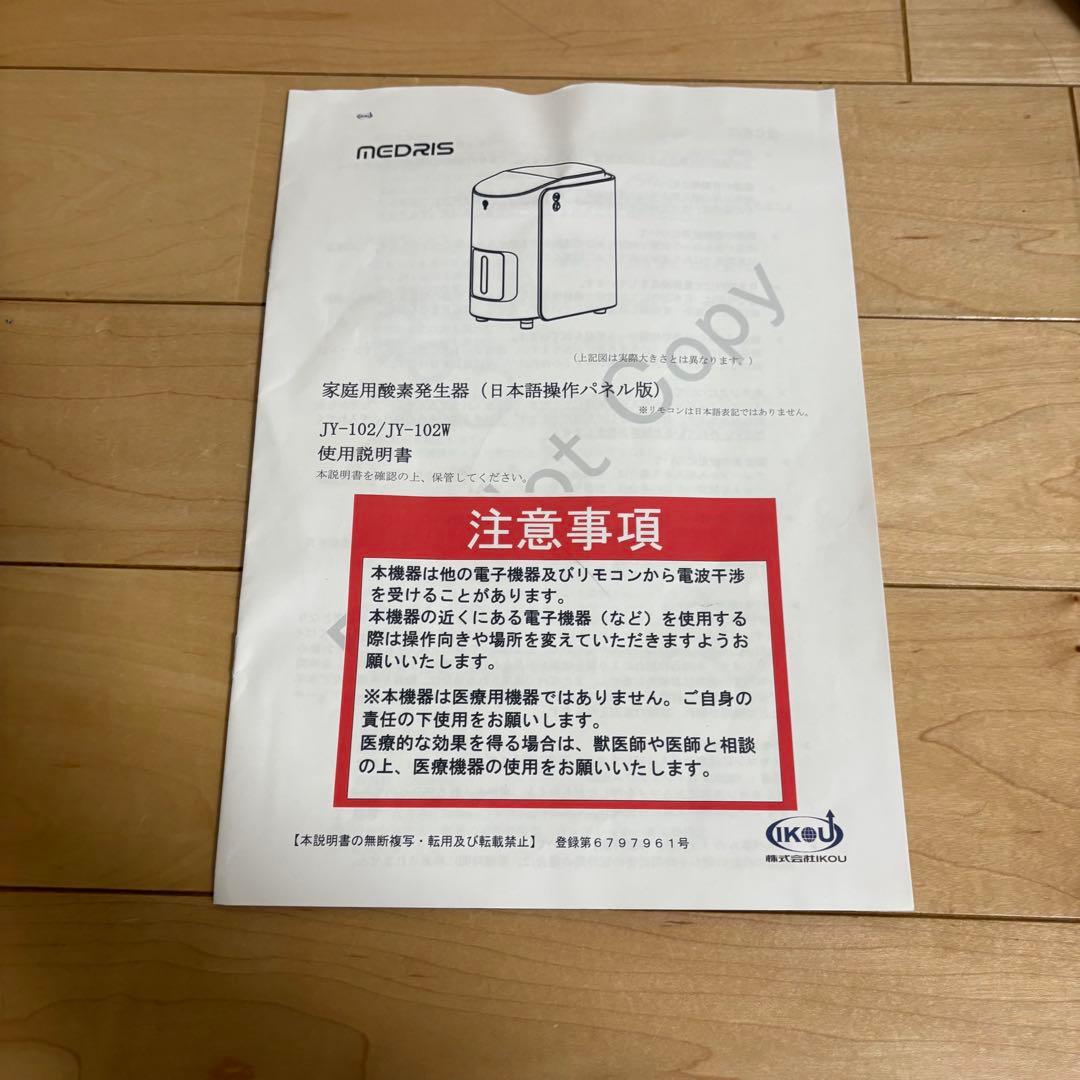 MEDRIS
（上記図は実際大きさとは異なります。）
家庭用酸素発生器（日本語操作パネル版）
※リモコンは日本語表記ではありません。
JY-102/JY-102W
使用説明書
本説明書を確認の上、保管してください。
Not Copy
注意事項
本機器は他の電子機器及びリモコンから電波干渉
を受けることがあります。
本機器の近くにある電子機器（など）を使用する
際は操作向きや場所を変えていただきますようお
願いいたします。
※本機器は医療用機器ではありません。ご自身の
責任の下使用をお願いします。
医療的な効果を得る場合は、獣医師や医師と相談
の上、医療機器の使用をお願いいたします。
【本説明書の無断複写・転用及び転載禁止】 登録第６７９７９６１号
IKOU
株式会社IKOU